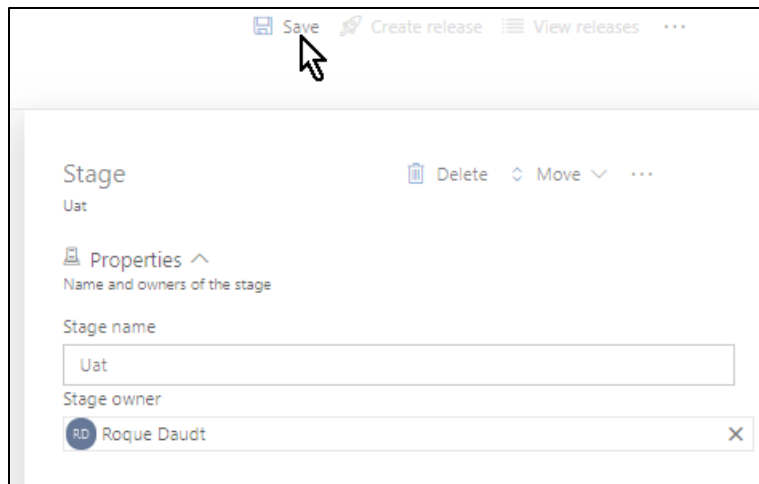 Save Create release View releases ...
Stage Delete Move ...
Uat
Properties
Name and owners of the stage
Stage name
Uat
Stage owner
RD Roque Daudt